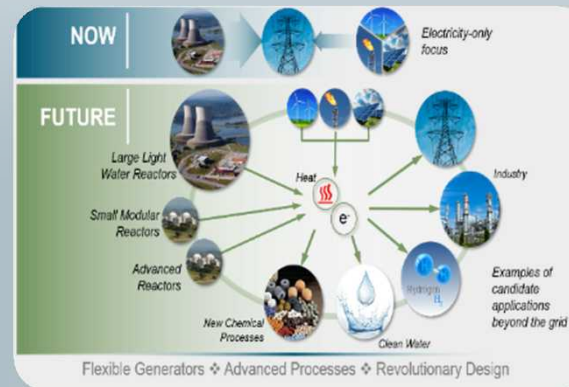 NOW
Electricity-only
focus
FUTURE
Large Light
Water Reactors
Heat
Industry
Small Modular
Reactors
e-
Advanced
Reactors
Hydrogen
H₂
New Chemical
Processes
Clean Water
Examples of
candidate
applications
beyond the grid
Flexible Generators ❖ Advanced Processes ❖ Revolutionary Design